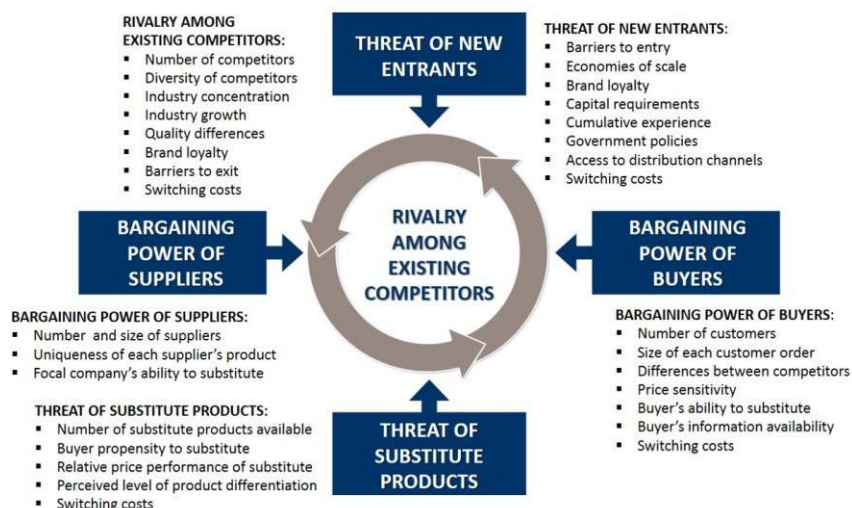 RIVALRY AMONG
EXISTING COMPETITORS:
▪ Number of competitors
▪ Diversity of competitors
▪ Industry concentration
▪ Industry growth
▪ Quality differences
▪ Brand loyalty
▪ Barriers to exit
▪ Switching costs
THREAT OF NEW
ENTRANTS
THREAT OF NEW ENTRANTS:
▪ Barriers to entry
▪ Economies of scale
▪ Brand loyalty
▪ Capital requirements
▪ Cumulative experience
▪ Government policies
▪ Access to distribution channels
▪ Switching costs
BARGAINING
POWER OF
SUPPLIERS
RIVALRY
AMONG
EXISTING
COMPETITORS
BARGAINING
POWER OF
BUYERS
BARGAINING POWER OF SUPPLIERS:
▪ Number and size of suppliers
▪ Uniqueness of each supplier's product
▪ Focal company's ability to substitute
BARGAINING POWER OF BUYERS:
▪ Number of customers
▪ Size of each customer order
▪ Differences between competitors
▪ Price sensitivity
▪ Buyer's ability to substitute
▪ Buyer's information availability
▪ Switching costs
THREAT OF SUBSTITUTE PRODUCTS:
▪ Number of substitute products available
▪ Buyer propensity to substitute
▪ Relative price performance of substitute
▪ Perceived level of product differentiation
▪ Switching costs
THREAT OF
SUBSTITUTE
PRODUCTS